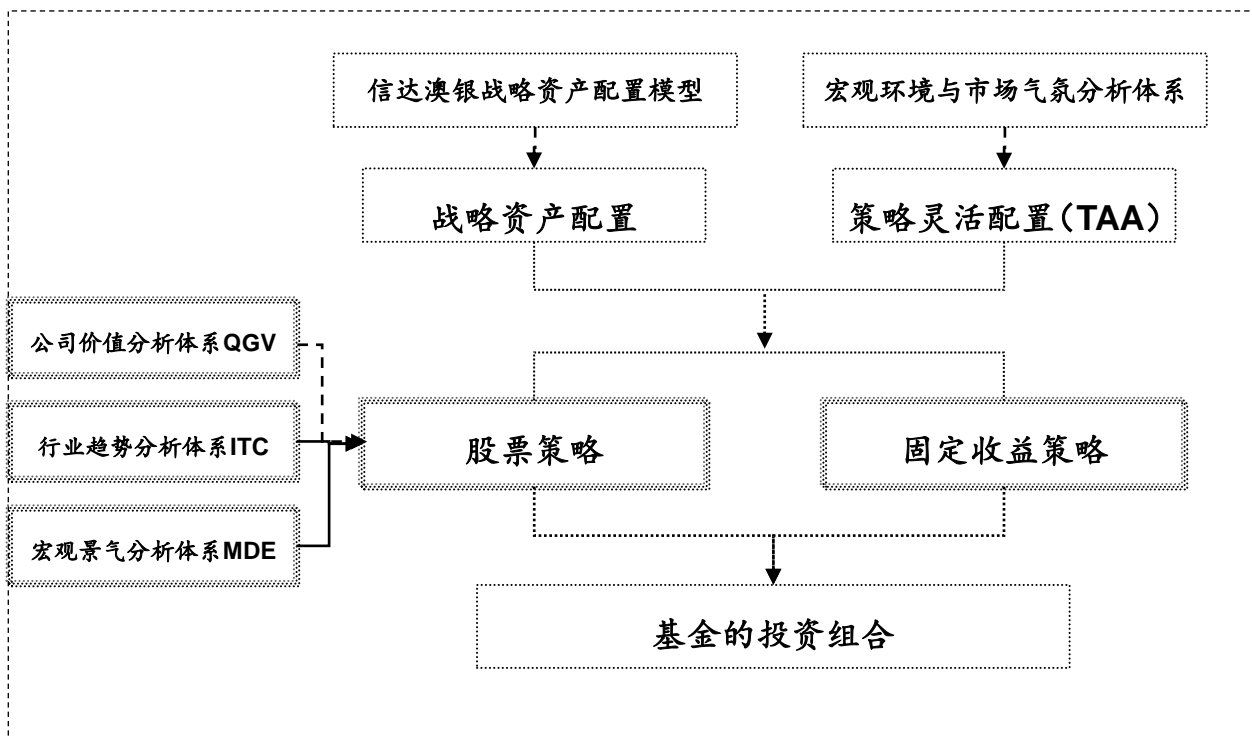 信达澳银战略资产配置模型
宏观环境与市场气氛分析体系
战略资产配置
策略灵活配置(TAA)
公司价值分析体系QGV
行业趋势分析体系ITC
宏观景气分析体系MDE
股票策略
固定收益策略
基金的投资组合